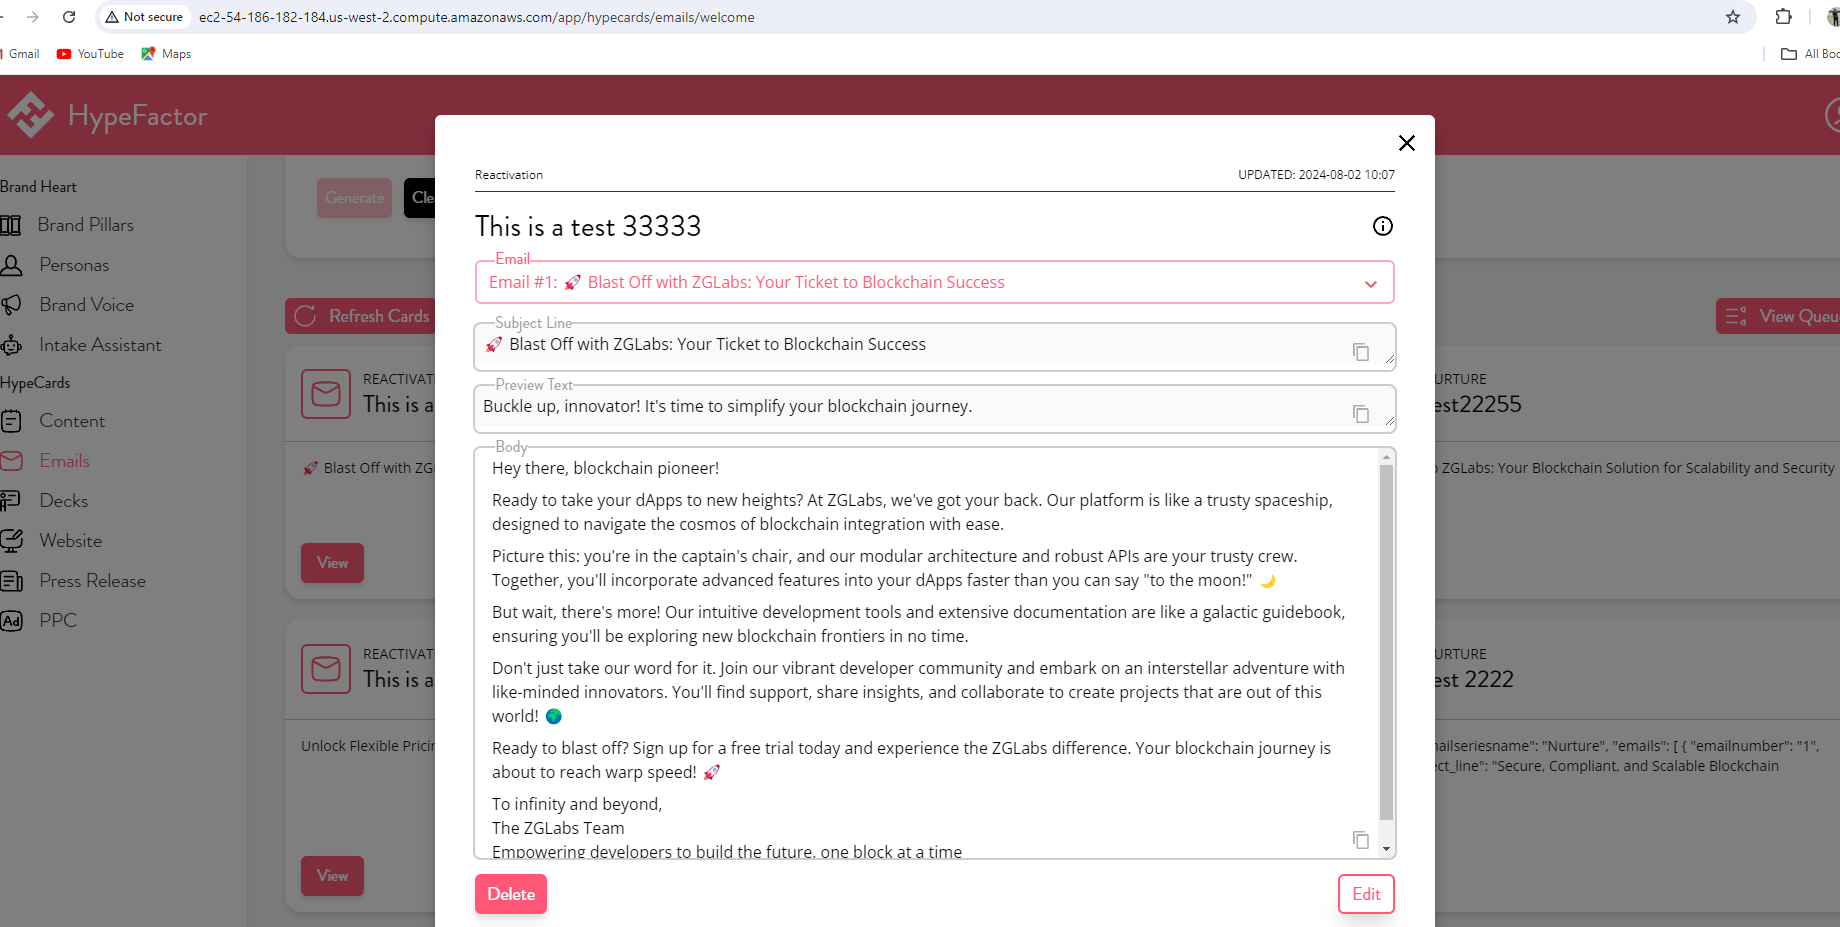 Not secure
ec2-54-186-182-184.us-west-2.compute.amazonaws.com/app/hypecards/emails/welcome
Gmail
YouTube
Maps
All Boo
HypeFactor
Brand Heart
Brand Pillars
Personas
Brand Voice
Intake Assistant
HypeCards
Content
Emails
Decks
Website
Press Release
Ad PPC
Generate
Cle
Refresh Cards
View Queu
REACTIVAT
This is a
🚀 Blast Off with ZG
View
REACTIVAT
This is a
Unlock Flexible Pricin
View
Reactivation
UPDATED: 2024-08-02 10:07
This is a test 33333
Email
Email #1: 🚀 Blast Off with ZGLabs: Your Ticket to Blockchain Success
Subject Line
🚀 Blast Off with ZGLabs: Your Ticket to Blockchain Success
Preview Text
Buckle up, innovator! It's time to simplify your blockchain journey.
Body
Hey there, blockchain pioneer!
Ready to take your dApps to new heights? At ZGLabs, we've got your back. Our platform is like a trusty spaceship,
designed to navigate the cosmos of blockchain integration with ease.
Picture this: you're in the captain's chair, and our modular architecture and robust APIs are your trusty crew.
Together, you'll incorporate advanced features into your dApps faster than you can say "to the moon!" 🌙
But wait, there's more! Our intuitive development tools and extensive documentation are like a galactic guidebook,
ensuring you'll be exploring new blockchain frontiers in no time.
Don't just take our word for it. Join our vibrant developer community and embark on an interstellar adventure with
like-minded innovators. You'll find support, share insights, and collaborate to create projects that are out of this
world! 🌍
Ready to blast off? Sign up for a free trial today and experience the ZGLabs difference. Your blockchain journey is
about to reach warp speed! 🚀
To infinity and beyond,
The ZGLabs Team
Empowering developers to build the future, one block at a time
Delete
Edit
URTURE
est22255
o ZGLabs: Your Blockchain Solution for Scalability and Security
URTURE
est 2222
mailseriesname": "Nurture", "emails": [ { "emailnumber": "1",
ect_line": "Secure, Compliant, and Scalable Blockchain